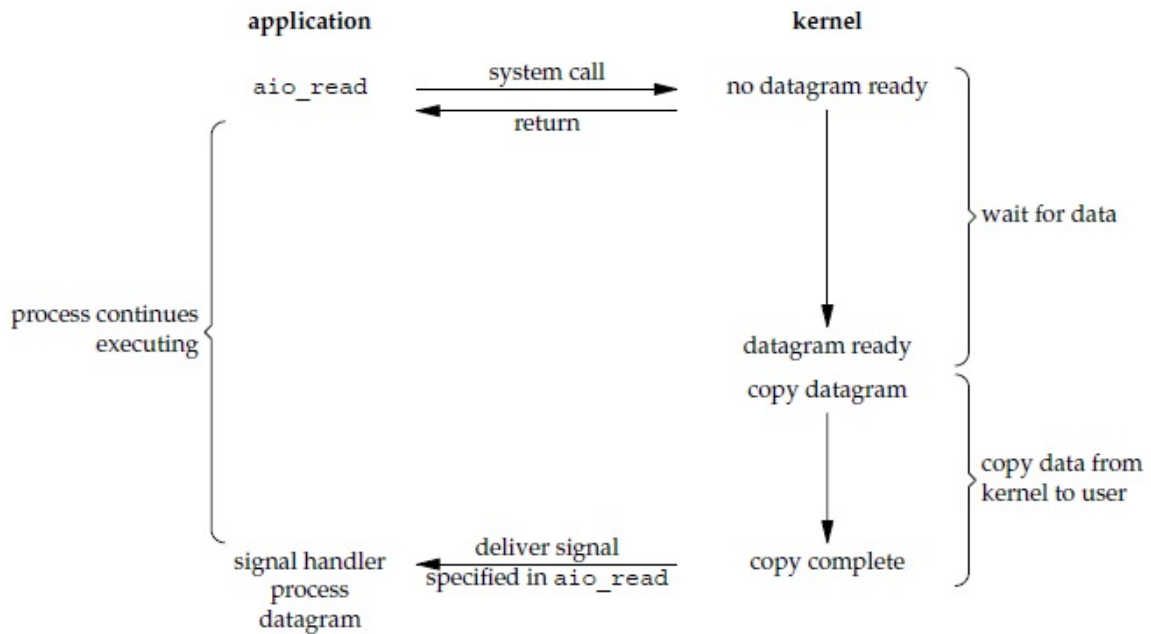 application
kernel
aio_read
system call
no datagram ready
return
wait for data
process continues
executing
datagram ready
copy datagram
copy data from
kernel to user
signal handler
process
datagram
deliver signal
specified in aio_read
copy complete